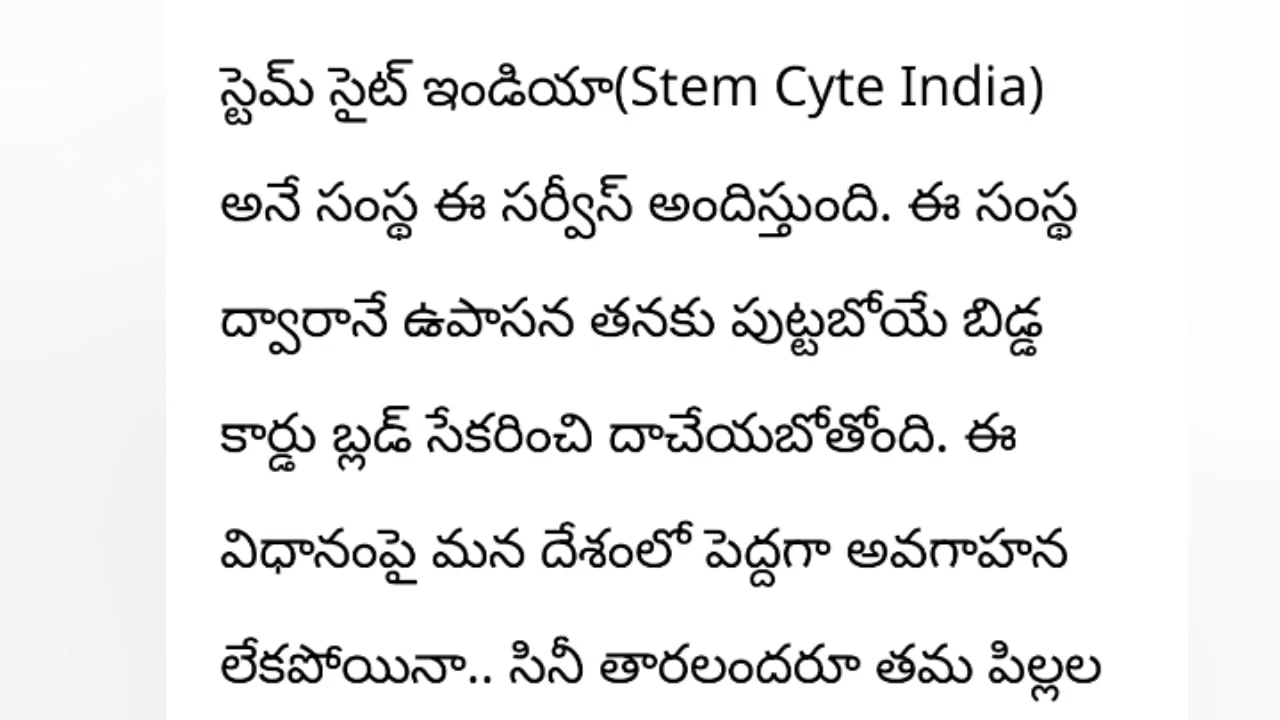 స్టెమ్ సైట్ ఇండియా(Stem Cyte India)
అనే సంస్థ ఈ సర్వీస్ అందిస్తుంది. ఈ సంస్థ
ద్వారానే ఉపాసన తనకు పుట్టబోయే బిడ్డ
కార్డు బ్లడ్ సేకరించి దాచేయబోతోంది. ఈ
విధానంపై మన దేశంలో పెద్దగా అవగాహన
లేకపోయినా.. సినీ తారలందరూ తమ పిల్లల